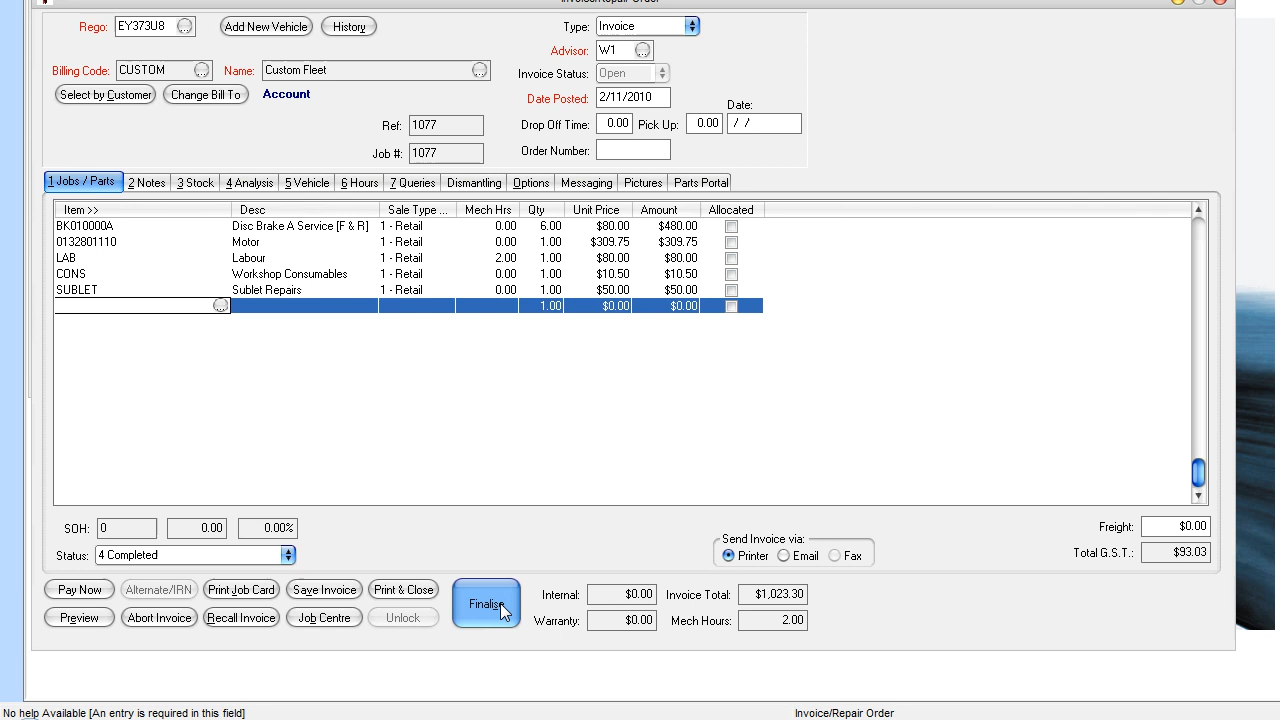 Invoice/Repair Order
Rego: EY373U8 Add New Vehicle History Type: Invoice
Advisor: W1
Billing Code: CUSTOM Name: Custom Fleet Invoice Status: Open
Select by Customer Change Bill To Account Date Posted: 2/11/2010
Date:
Ref: 1077 Drop Off Time: 0.00 Pick Up: 0.00 / /
Job #: 1077 Order Number:
1 Jobs / Parts 2 Notes 3 Stock 4 Analysis 5 Vehicle 6 Hours 7 Queries Dismantling Options Messaging Pictures Parts Portal
Item >> Desc Sale Type ... Mech Hrs Qty Unit Price Amount Allocated
BK010000A Disc Brake A Service [F & R] 1 - Retail 0.00 6.00 $80.00 $480.00
0132801110 Motor 1 - Retail 0.00 1.00 $309.75 $309.75
LAB Labour 1 - Retail 2.00 1.00 $80.00 $80.00
CONS Workshop Consumables 1 - Retail 0.00 1.00 $10.50 $10.50
SUBLET Sublet Repairs 1 - Retail 0.00 1.00 $50.00 $50.00
1.00 $0.00 $0.00
SOH: 0 0.00 0.00% Freight: $0.00
Send Invoice via:
Status: 4 Completed Printer Email Fax Total G.S.T.: $93.03
Pay Now Alternate/IRN Print Job Card Save Invoice Print & Close Finalise Internal: $0.00 Invoice Total: $1,023.30
Preview Abort Invoice Recall Invoice Job Centre Unlock Warranty: $0.00 Mech Hours: 2.00
No help Available [An entry is required in this field] Invoice/Repair Order